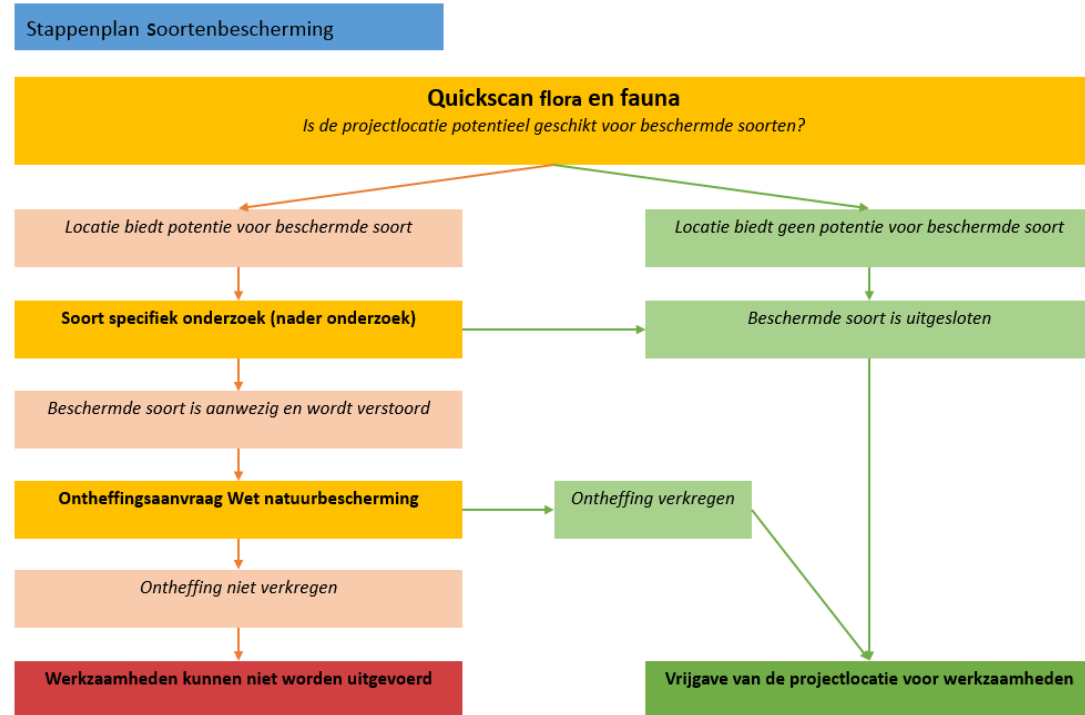 Stappenplan soortenbescherming
Quickscan flora en fauna
Is de projectlocatie potentieel geschikt voor beschermde soorten?
Locatie biedt potentie voor beschermde soort
Locatie biedt geen potentie voor beschermde soort
Soort specifiek onderzoek (nader onderzoek)
Beschermde soort is uitgesloten
Beschermde soort is aanwezig en wordt verstoord
Ontheffingsaanvraag Wet natuurbescherming
Ontheffing verkregen
Ontheffing niet verkregen
Werkzaamheden kunnen niet worden uitgevoerd
Vrijgave van de projectlocatie voor werkzaamheden